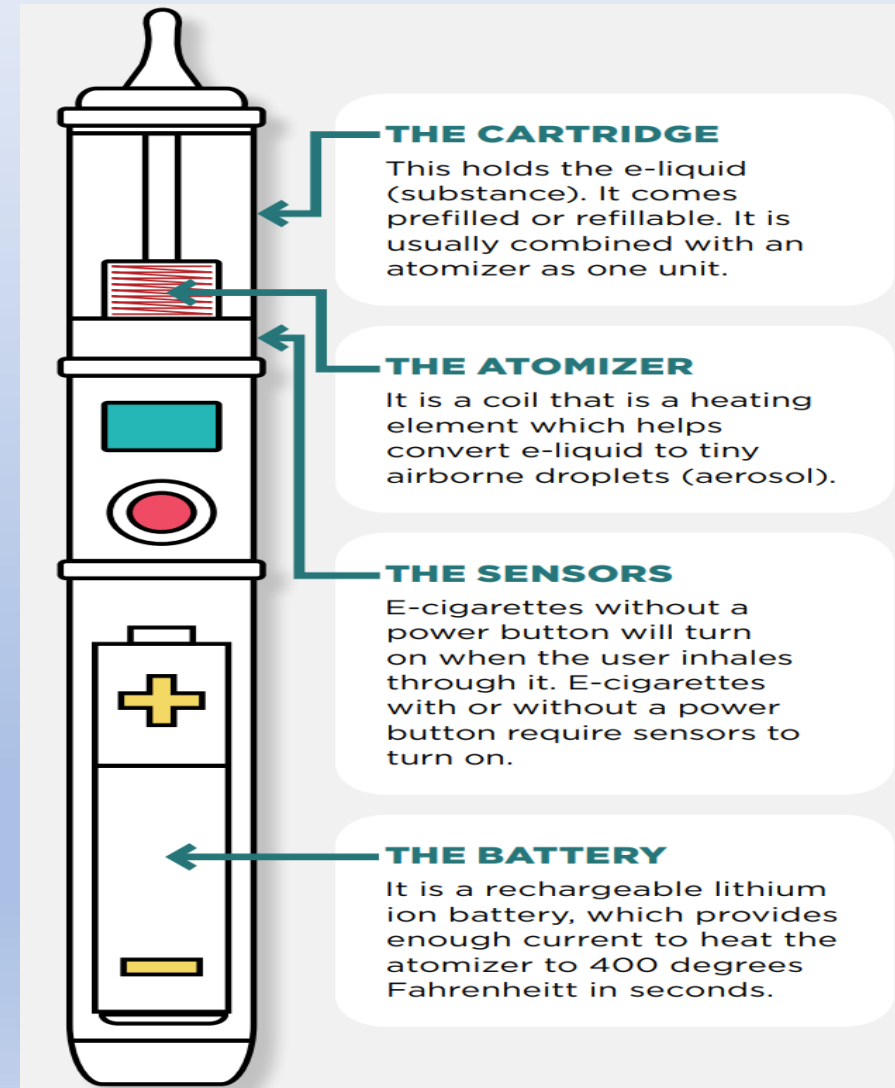 THE CARTRIDGE
This holds the e-liquid
(substance). It comes
prefilled or refillable. It is
usually combined with an
atomizer as one unit.
THE ATOMIZER
It is a coil that is a heating
element which helps
convert e-liquid to tiny
airborne droplets (aerosol).
THE SENSORS
E-cigarettes without a
power button will turn
on when the user inhales
through it. E-cigarettes
with or without a power
button require sensors to
turn on.
THE BATTERY
It is a rechargeable lithium
ion battery, which provides
enough current to heat the
atomizer to 400 degrees
Fahrenheitt in seconds.